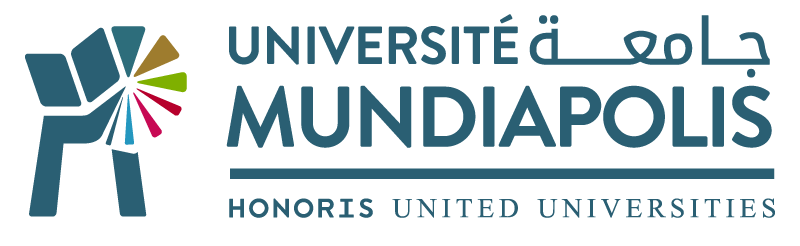 UNIVERSITÉ جامعة
MUNDIAPOLIS
HONORIS UNITED UNIVERSITIES